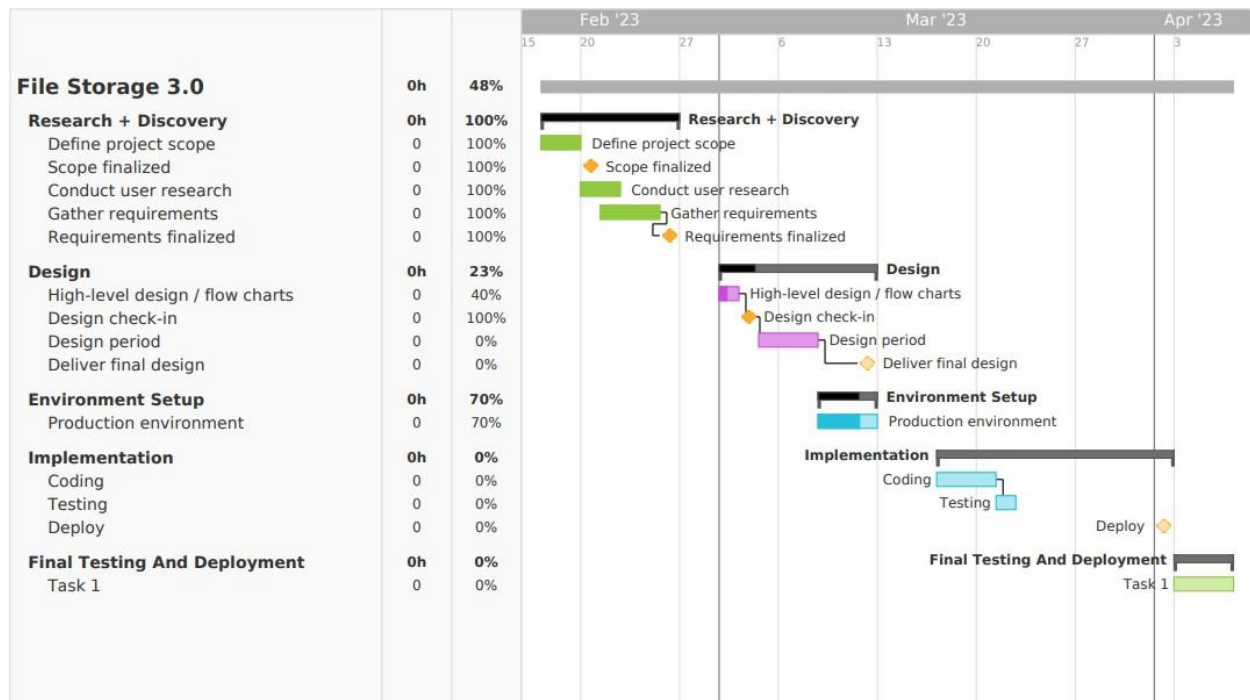 Feb '23 Mar '23 Apr '23
15 20 27 6 13 20 27 3
File Storage 3.0 0h 48%
Research + Discovery 0h 100% Research + Discovery
Define project scope 0 100% Define project scope
Scope finalized 0 100% Scope finalized
Conduct user research 0 100% Conduct user research
Gather requirements 0 100% Gather requirements
Requirements finalized 0 100% Requirements finalized
Design 0h 23% Design
High-level design / flow charts 0 40% High-level design / flow charts
Design check-in 0 100% Design check-in
Design period 0 0% Design period
Deliver final design 0 0% Deliver final design
Environment Setup 0h 70% Environment Setup
Production environment 0 70% Production environment
Implementation 0h 0% Implementation
Coding 0 0% Coding
Testing 0 0% Testing
Deploy 0 0% Deploy
Final Testing And Deployment 0h 0% Final Testing And Deployment
Task 1 0 0% Task 1